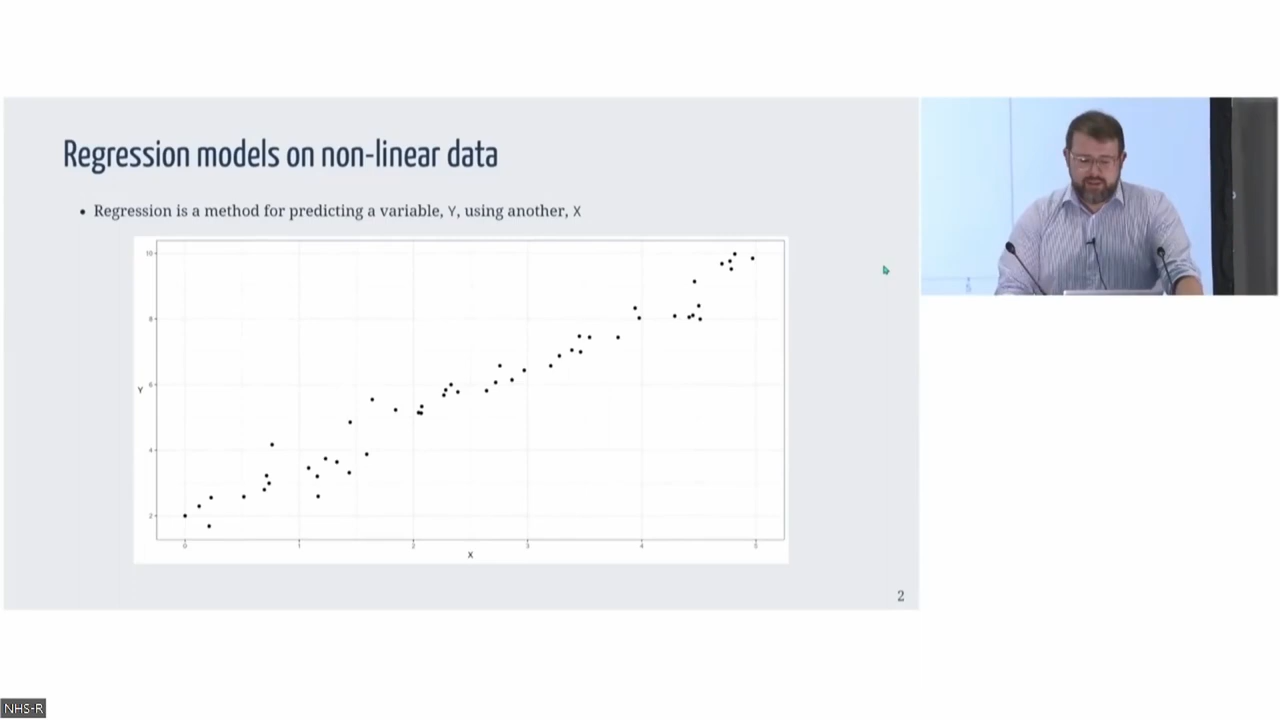 Regression models on non-linear data
• Regression is a method for predicting a variable, Y, using another, X
10
8
Y
6
4
2
0 1 2 3 4 5
X
2
NHS-R